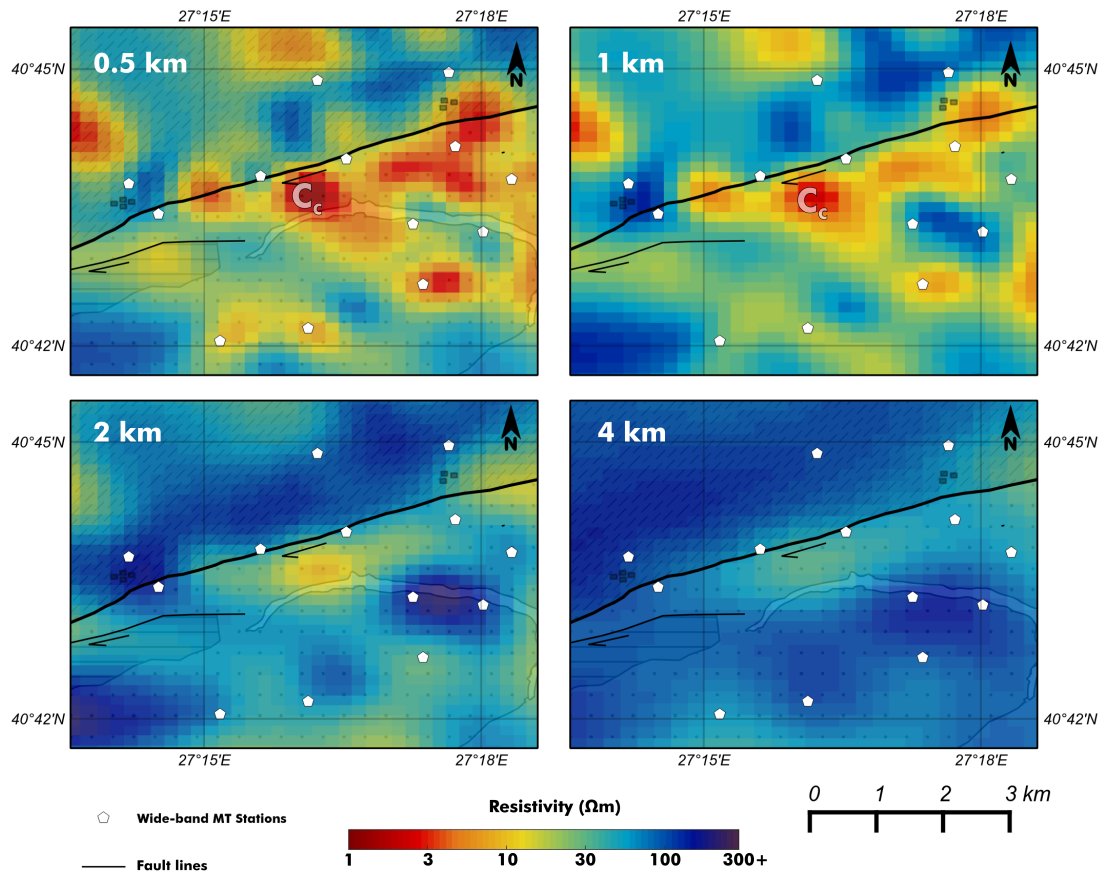 27°15'E 27°18'E 27°15'E 27°18'E
0.5 km 1 km
40°45'N N N 40°45'N
Cc Cc
40°42'N 40°42'N
2 km 4 km
40°45'N N N 40°45'N
40°42'N 40°42'N
27°15'E 27°18'E 27°15'E 27°18'E
0 1 2 3 km
Resistivity (Ωm)
Wide-band MT Stations
1 3 10 30 100 300+
Fault lines